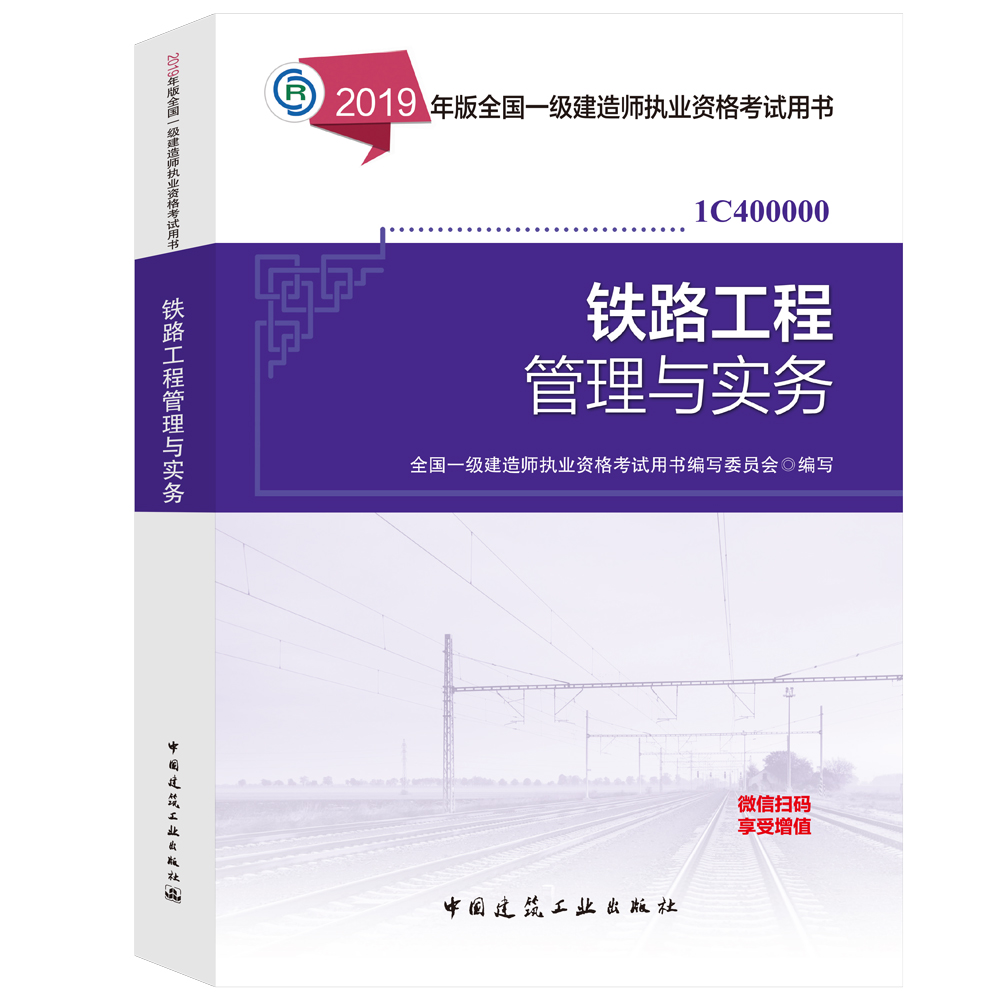 2019年版全国一级建造师执业资格考试用书
铁路工程管理与实务
中国建筑工业出版社
R
2019年版全国一级建造师执业资格考试用书
1C400000
铁路工程
管理与实务
全国一级建造师执业资格考试用书编写委员会◎编写
微信扫码
享受增值
中国建筑工业出版社